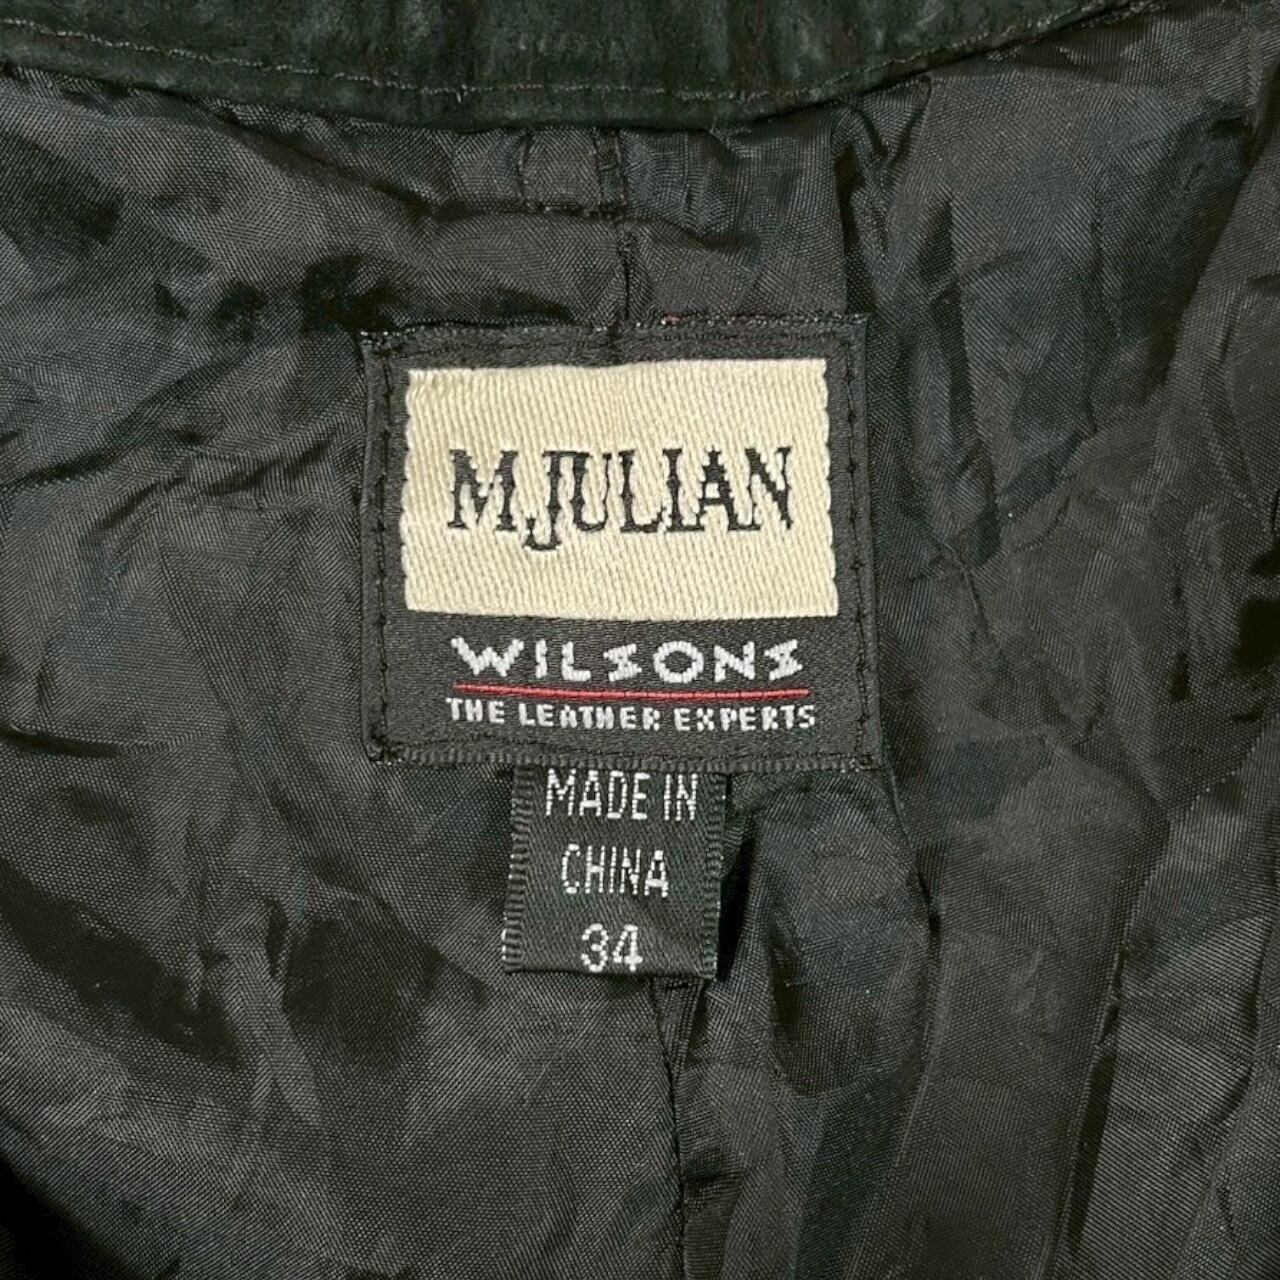 M.JULIAN
WILSONS
THE LEATHER EXPERTS
MADE IN
CHINA
34